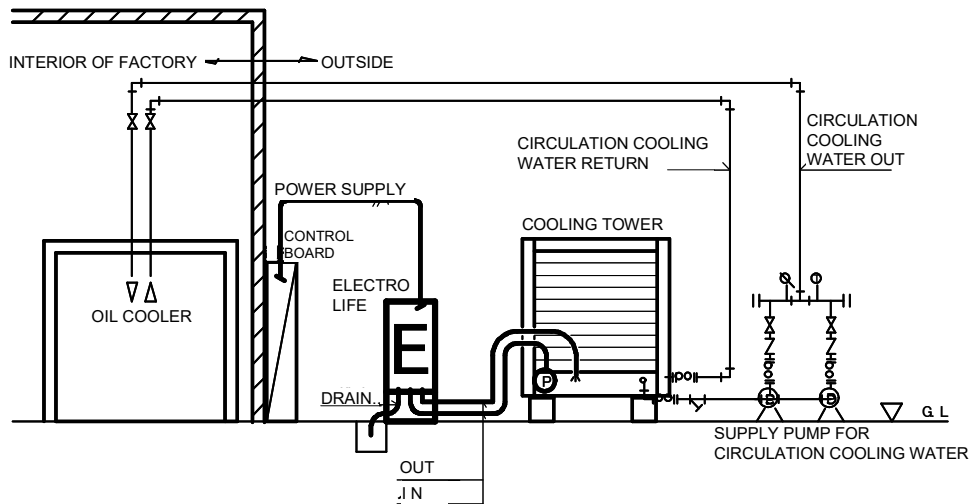 INTERIOR OF FACTORY
OUTSIDE
CIRCULATION COOLING
WATER RETURN
CIRCULATION
COOLING
WATER OUT
POWER SUPPLY
COOLING TOWER
CONTROL
BOARD
ELECTRO
LIFE
OIL COOLER
E
P
DRAIN
G L
SUPPLY PUMP FOR
CIRCULATION COOLING WATER
OUT
IN